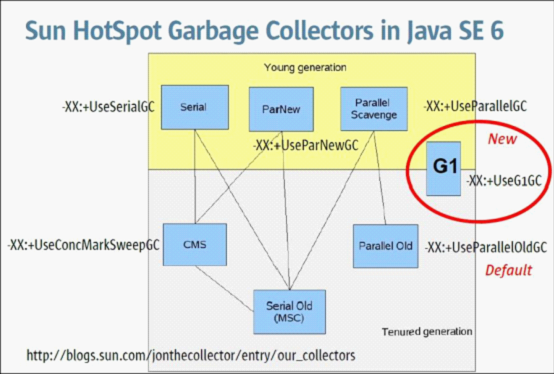 Sun HotSpot Garbage Collectors in Java SE 6
Young generation
-XX:+UseSerialGC
Serial
ParNew
Parallel
Scavenge
-XX:+UseParallelGC
-XX:+UseParNewGC
New
G1
-XX:+UseG1GC
-XX:+UseConcMarkSweepGC
CMS
Parallel Old
-XX:+UseParallelOldGC
Default
Serial Old
(MSC)
Tenured generation
http://blogs.sun.com/jonthecollector/entry/our_collectors